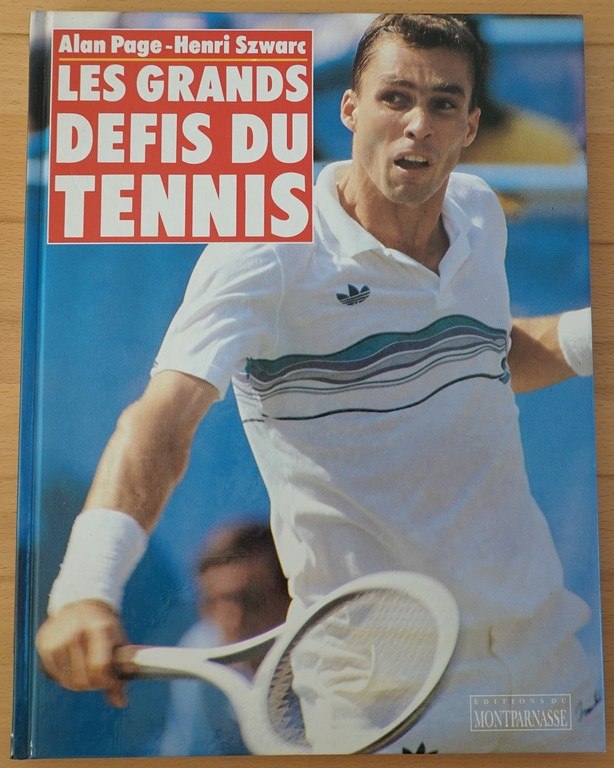 Alan Page-Henri Szwarc
LES GRANDS
DEFIS DU
TENNIS
EDITIONS DU
MONTPARNASSE